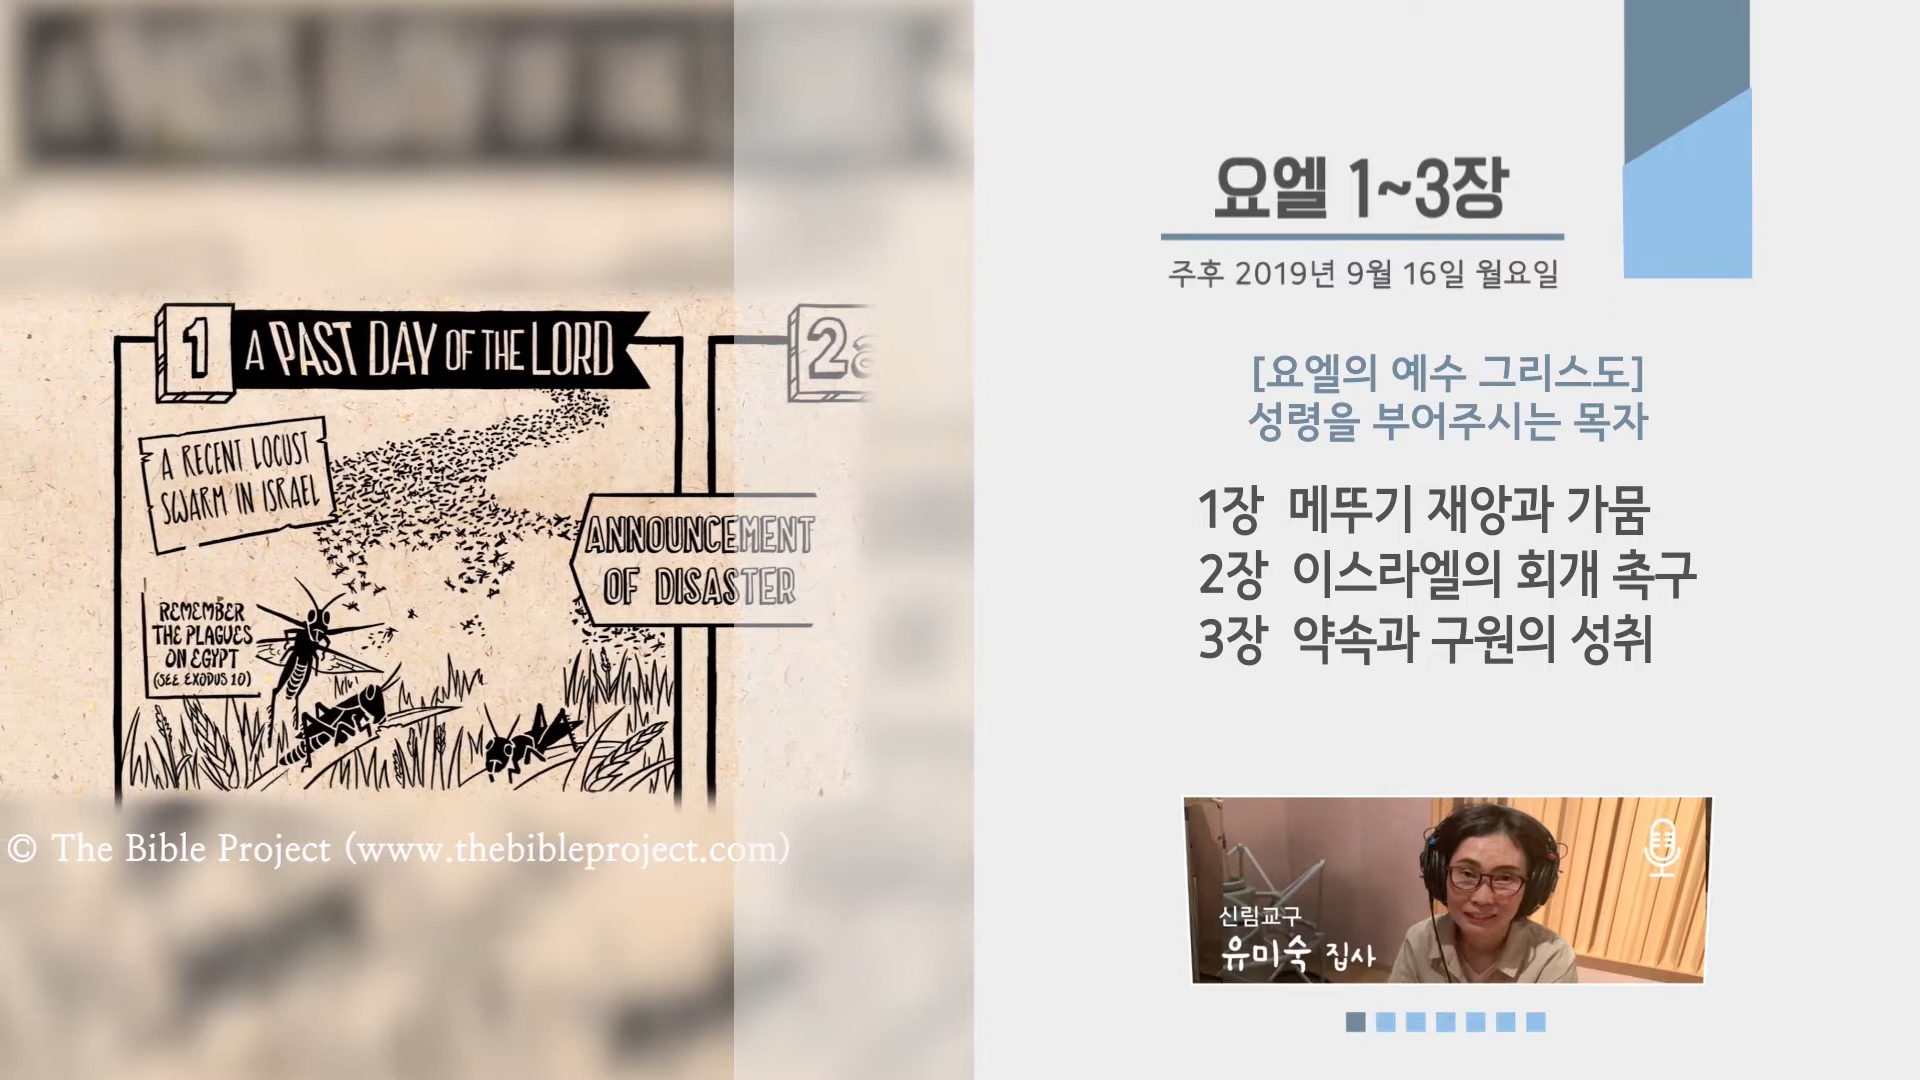 1 A PAST DAY OF THE LORD
A RECENT LOCUST
SWARM IN ISRAEL
REMEMBER
THE PLAGUES
ON EGYPT
(SEE EXODUS 10)
2a
ANNOUNCEMENT
OF DISASTER
© The Bible Project (www.thebibleproject.com)
요엘 1~3장
주후 2019년 9월 16일 월요일
[요엘의 예수 그리스도]
성령을 부어주시는 목자
1장 메뚜기 재앙과 가뭄
2장 이스라엘의 회개 촉구
3장 약속과 구원의 성취
신림교구
유미숙 집사